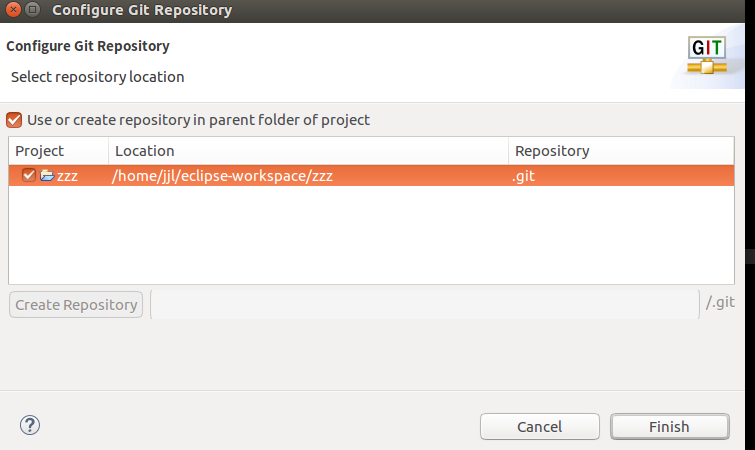 Configure Git Repository
Configure Git Repository
GIT
Select repository location
Use or create repository in parent folder of project
Project Location Repository
zzz /home/jjl/eclipse-workspace/zzz .git
Create Repository /.git
? Cancel Finish